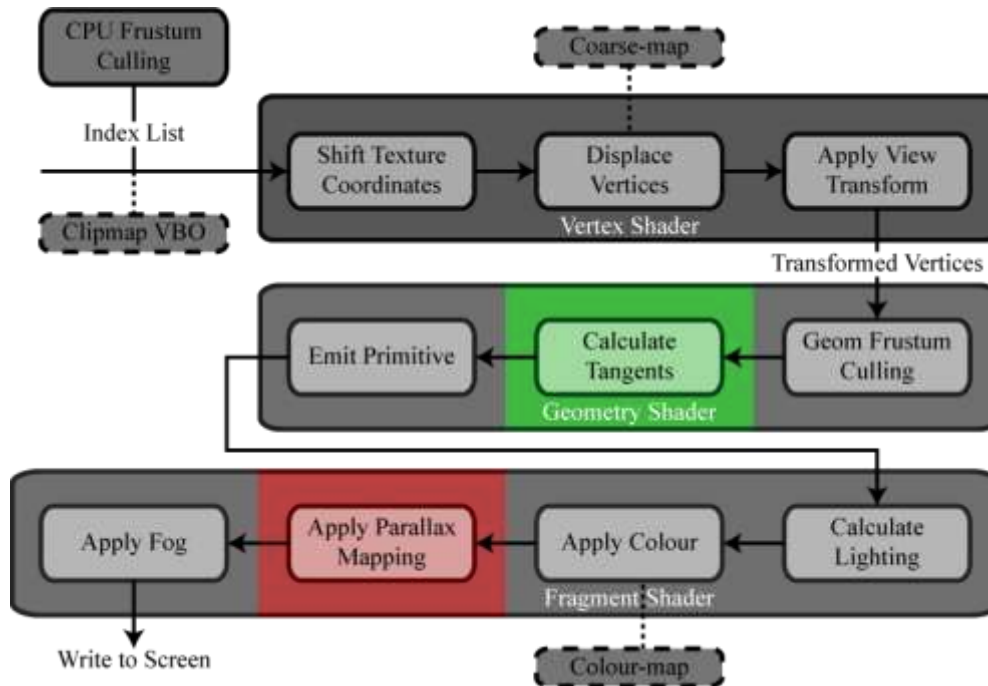 CPU Frustum
Culling
Coarse-map
Index List
Shift Texture
Coordinates
Displace
Vertices
Apply View
Transform
Clipmap VBO
Vertex Shader
Transformed Vertices
Emit Primitive
Calculate
Tangents
Geom Frustum
Culling
Geometry Shader
Apply Fog
Apply Parallax
Mapping
Apply Colour
Calculate
Lighting
Fragment Shader
Write to Screen
Colour-map